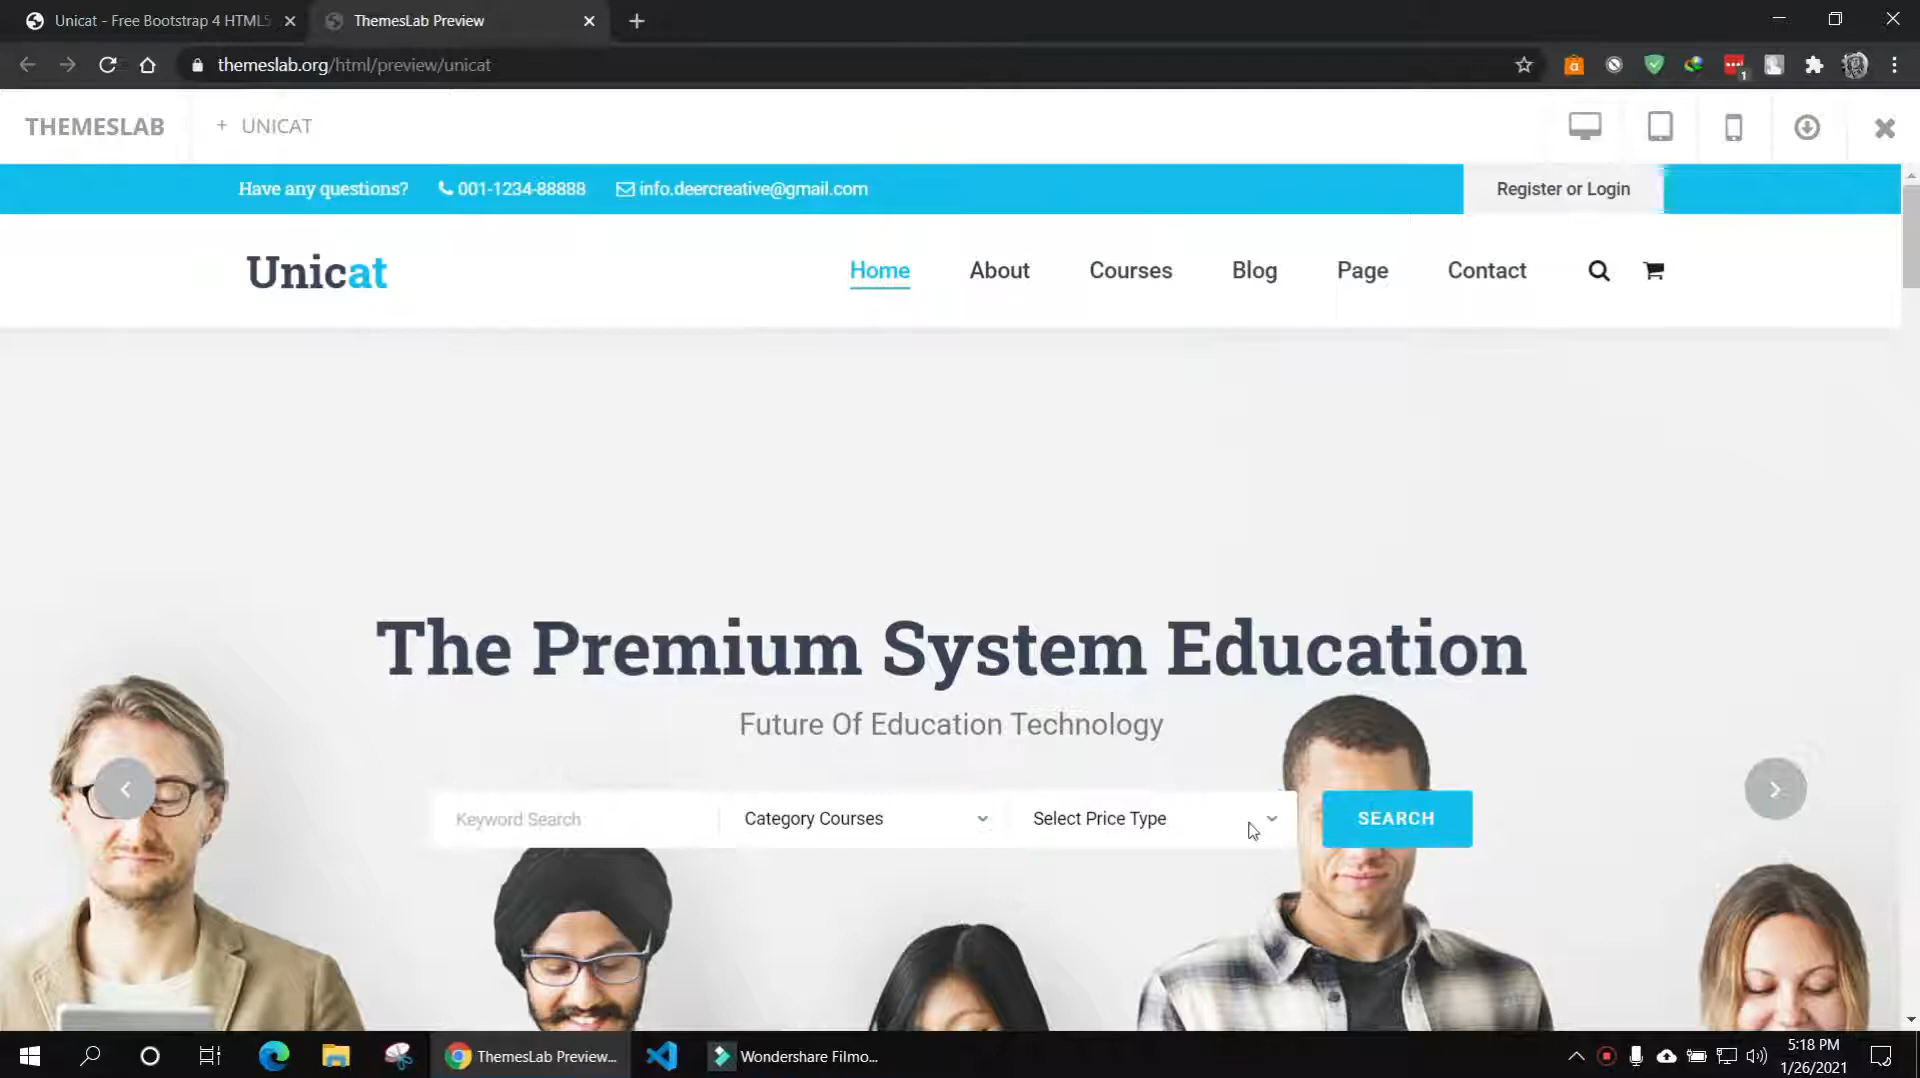 Unicat - Free Bootstrap 4 HTML5
ThemesLab Preview
themeslab.org/html/preview/unicat
1
THEMESLAB
+ UNICAT
Have any questions?
001-1234-88888
info.deercreative@gmail.com
Register or Login
Unicat
Home
About
Courses
Blog
Page
Contact
The Premium System Education
Future Of Education Technology
Keyword Search
Category Courses
Select Price Type
SEARCH
ThemesLab Preview...
Wondershare Filmo...
5:18 PM
1/26/2021